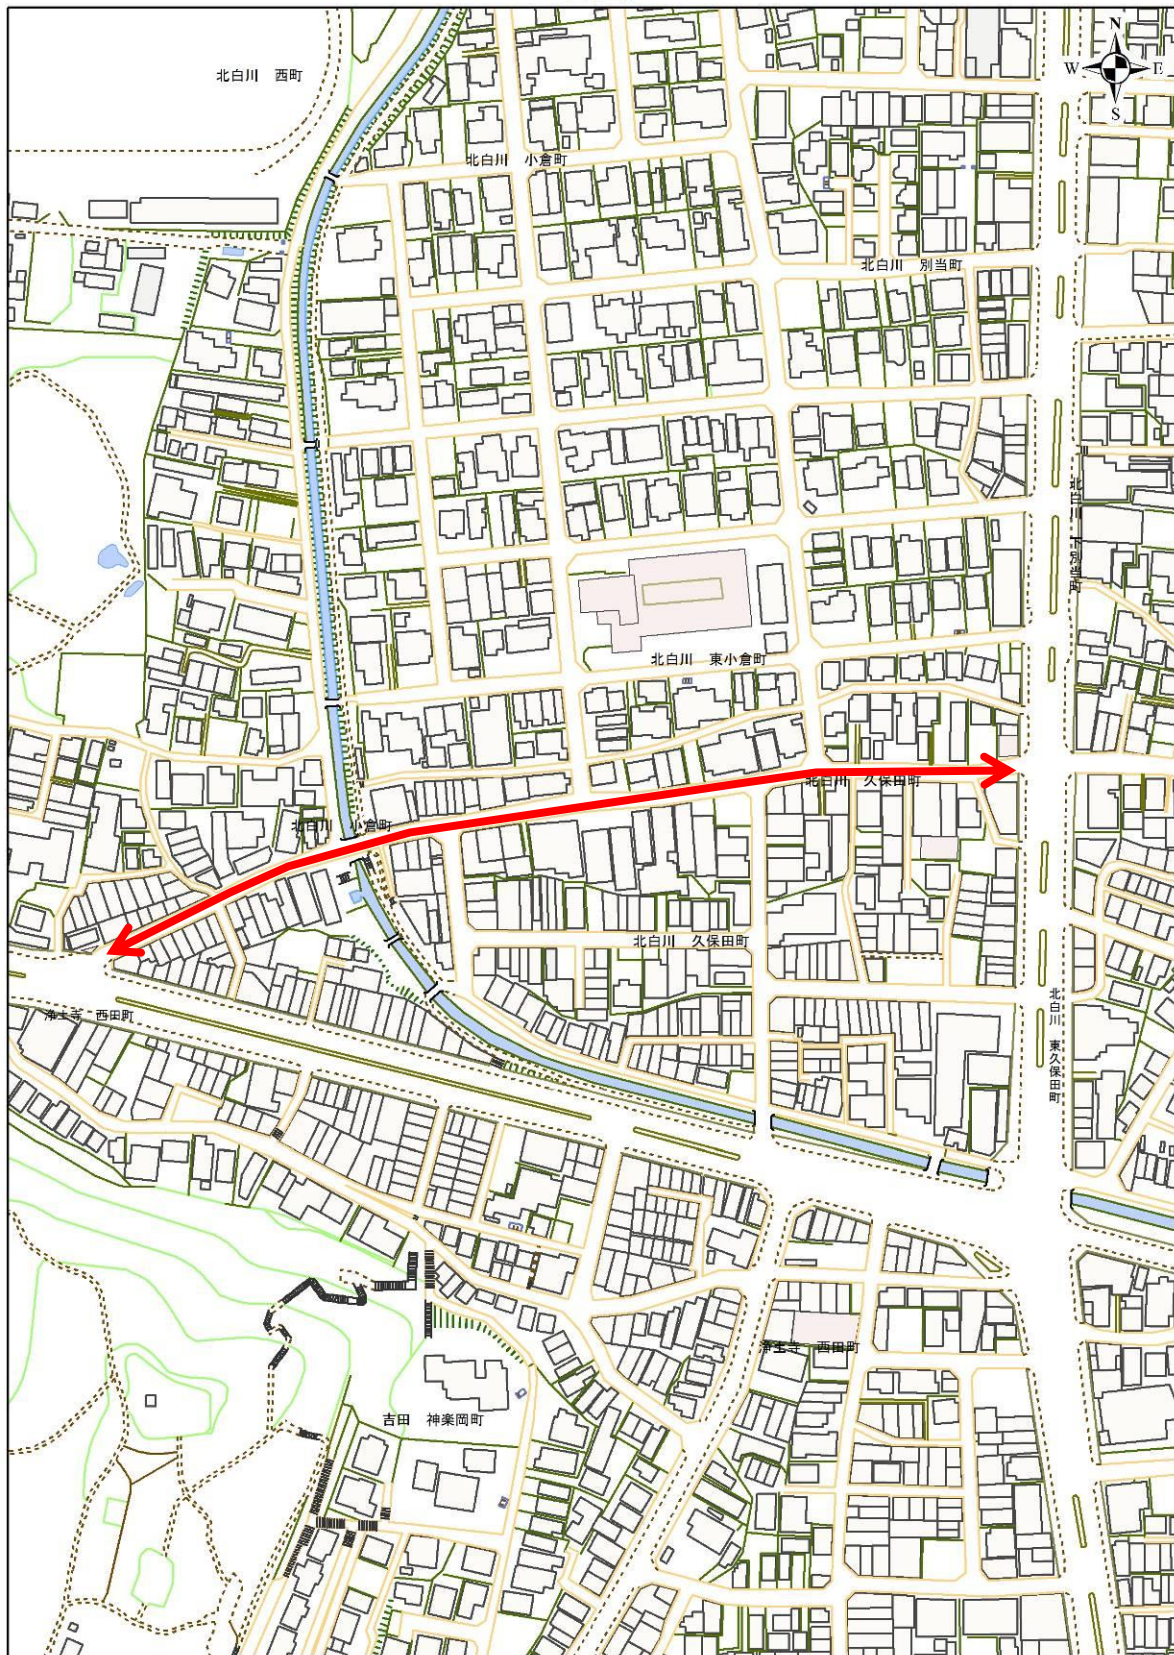 N
W
E
S
北白川 西町
北白川 小倉町
北白川 別当町
北白川 下別当町
北白川 東小倉町
北白川 久保田町
北白川 小倉町
北白川 久保田町
北白川 東久保田町
浄土寺 西田町
浄土寺 西田町
吉田 神楽岡町